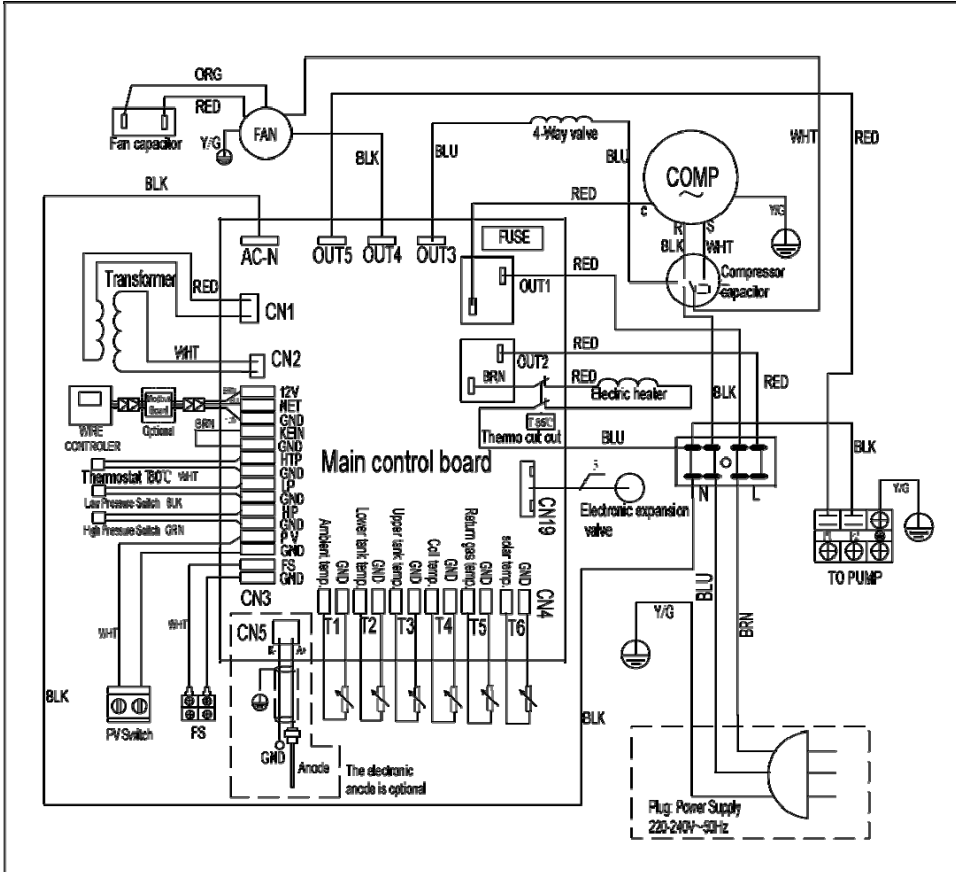 ORG
RED
Fan capacitor
Y/G
FAN
BLK
BLU
4-Way valve
BLU
COMP
~
WHT
RED
BLK
RED
C
R
S
BLK
WHT
Y/G
AC-N
OUT5
OUT4
OUT3
FUSE
Compressor
capacitor
Transformer
RED
CN1
OUT1
RED
WHT
CN2
OUT2
RED
BRN
RED
Electric heater
BLK
RED
T 85℃
Thermo cut out
BLU
BLK
WIRE
CONTROLER
Modbus
Board
Optional
BRN
12V
NET
GND
KEIN
GND
HTP
GND
LP
GND
HP
GND
PV
GND
FS
GND
CN3
Thermostat T80℃ WHT
Low Pressure Switch BLK
High Pressure Switch GRN
Main control board
CN19
5
Electronic expansion
valve
N
L
Y/G
TO PUMP
Ambient temp.
GND
Lower tank temp.
GND
Upper tank temp.
GND
Coil temp.
GND
Return gas temp.
GND
solar temp.
GND
CN4
T1
T2
T3
T4
T5
T6
WHT
WHT
CN5
A+
BLU
BRN
Y/G
BLK
BLK
PV Switch
FS
GND
Anode
The electronic
anode is optional
Plug: Power Supply
220-240V~50Hz